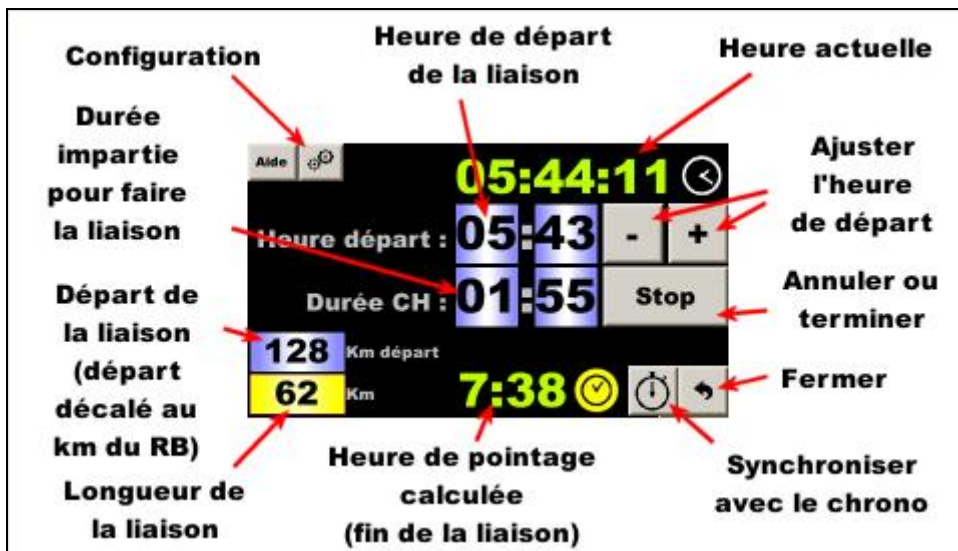 Configuration
Heure de départ
de la liaison
Heure actuelle
Durée
impartie
pour faire
la liaison
Aide
05:44:11
Ajuster
l'heure
de départ
Heure départ : 05:43 - +
Durée CH : 01:55 Stop
Départ de
la liaison
(départ
décalé au
km du RB)
Annuler ou
terminer
128 Km départ
62 Km
7:38
Fermer
Longueur de
la liaison
Heure de pointage
calculée
(fin de la liaison)
Synchroniser
avec le chrono